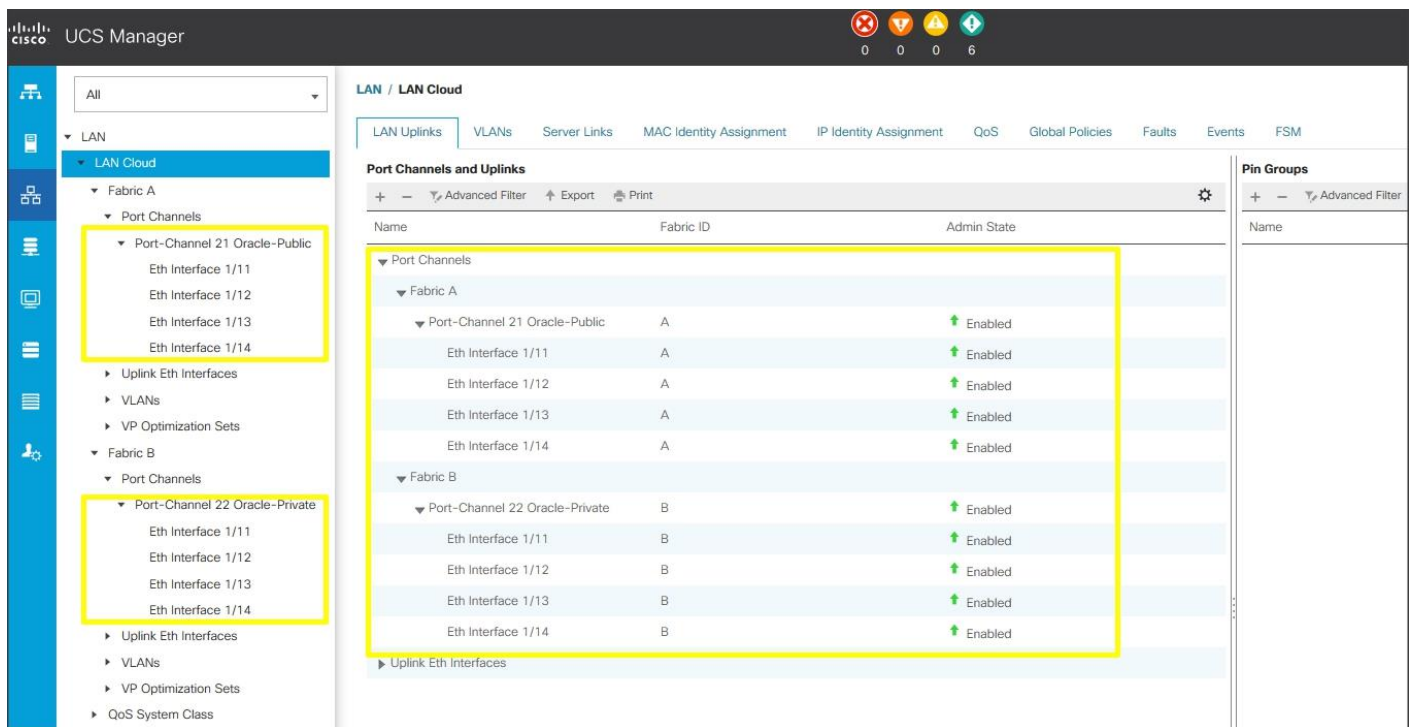 cisco UCS Manager
0 0 0 6
All
LAN
LAN Cloud
Fabric A
Port Channels
Port-Channel 21 Oracle-Public
Eth Interface 1/11
Eth Interface 1/12
Eth Interface 1/13
Eth Interface 1/14
Uplink Eth Interfaces
VLANs
VP Optimization Sets
Fabric B
Port Channels
Port-Channel 22 Oracle-Private
Eth Interface 1/11
Eth Interface 1/12
Eth Interface 1/13
Eth Interface 1/14
Uplink Eth Interfaces
VLANs
VP Optimization Sets
QoS System Class
LAN / LAN Cloud
LAN Uplinks VLANs Server Links MAC Identity Assignment IP Identity Assignment QoS Global Policies Faults Events FSM
Port Channels and Uplinks
+ − Advanced Filter Export Print
Name Fabric ID Admin State
Port Channels
Fabric A
Port-Channel 21 Oracle-Public A Enabled
Eth Interface 1/11 A Enabled
Eth Interface 1/12 A Enabled
Eth Interface 1/13 A Enabled
Eth Interface 1/14 A Enabled
Fabric B
Port-Channel 22 Oracle-Private B Enabled
Eth Interface 1/11 B Enabled
Eth Interface 1/12 B Enabled
Eth Interface 1/13 B Enabled
Eth Interface 1/14 B Enabled
Uplink Eth Interfaces
Pin Groups
+ − Advanced Filter
Name